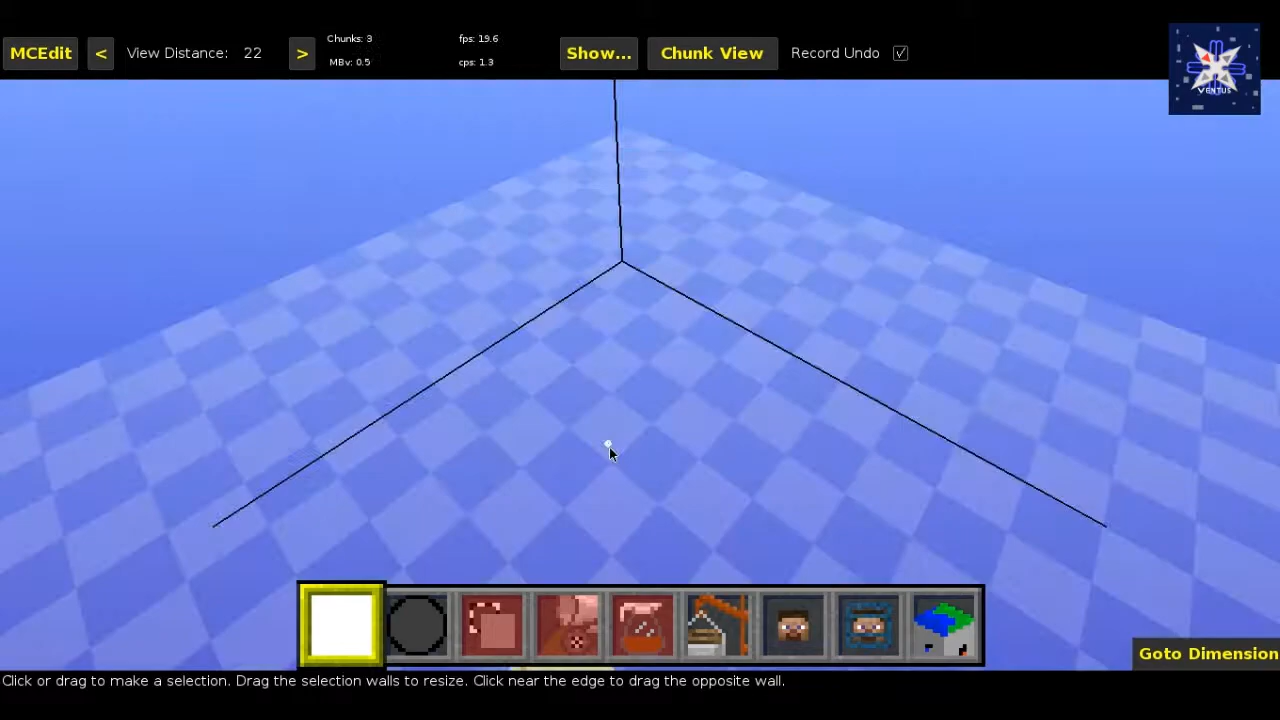 MCEdit < View Distance: 22 > Chunks: 3 fps: 19.6 Show... Chunk View Record Undo
MBv: 0.5 cps: 1.3
VENTUS
Goto Dimension
Click or drag to make a selection. Drag the selection walls to resize. Click near the edge to drag the opposite wall.